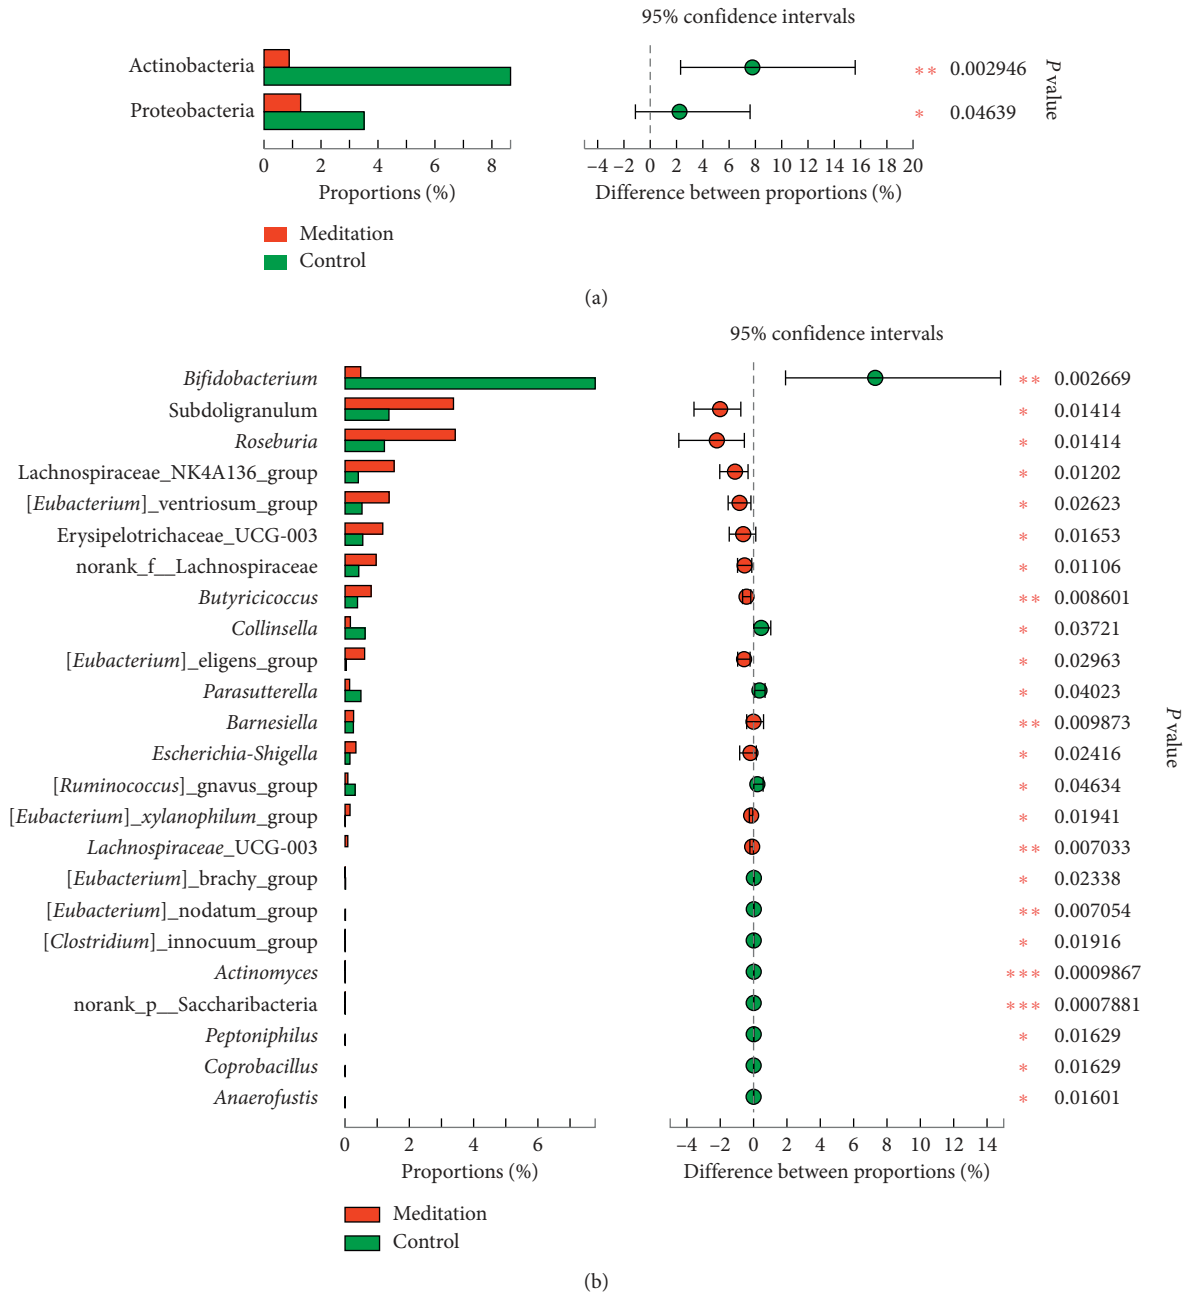 95% confidence intervals
Actinobacteria ** 0.002946
Proteobacteria * 0.04639
P value
0 2 4 6 8
Proportions (%)
–4 –2 0 2 4 6 8 10 12 14 16 18 20
Difference between proportions (%)
Meditation
Control
(a)
95% confidence intervals
Bifidobacterium ** 0.002669
Subdoligranulum * 0.01414
Roseburia * 0.01414
Lachnospiraceae_NK4A136_group * 0.01202
[Eubacterium]_ventriosum_group * 0.02623
Erysipelotrichaceae_UCG-003 * 0.01653
norank_f__Lachnospiraceae * 0.01106
Butyricicoccus ** 0.008601
Collinsella * 0.03721
[Eubacterium]_eligens_group * 0.02963
Parasutterella * 0.04023
Barnesiella ** 0.009873
Escherichia-Shigella * 0.02416
[Ruminococcus]_gnavus_group * 0.04634
[Eubacterium]_xylanophilum_group * 0.01941
Lachnospiraceae_UCG-003 ** 0.007033
[Eubacterium]_brachy_group * 0.02338
[Eubacterium]_nodatum_group ** 0.007054
[Clostridium]_innocuum_group * 0.01916
Actinomyces *** 0.0009867
norank_p__Saccharibacteria *** 0.0007881
Peptoniphilus * 0.01629
Coprobacillus * 0.01629
Anaerofustis * 0.01601
P value
0 2 4 6
Proportions (%)
–4 –2 0 2 4 6 8 10 12 14
Difference between proportions (%)
Meditation
Control
(b)